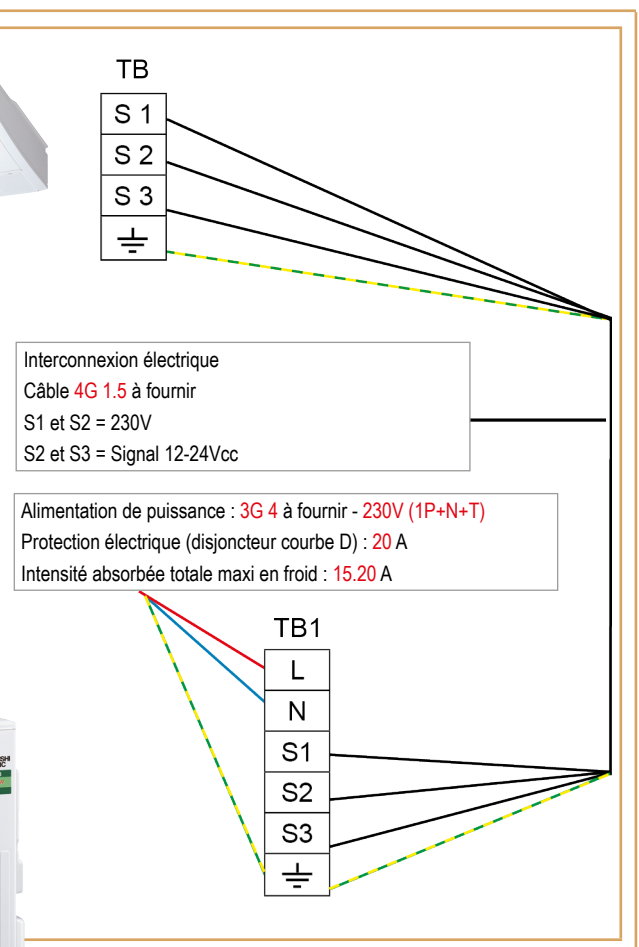 TB
S 1
S 2
S 3
Interconnexion électrique
Câble 4G 1.5 à fournir
S1 et S2 = 230V
S2 et S3 = Signal 12-24Vcc
Alimentation de puissance : 3G 4 à fournir - 230V (1P+N+T)
Protection électrique (disjoncteur courbe D) : 20 A
Intensité absorbée totale maxi en froid : 15.20 A
TB1
L
N
S1
S2
S3